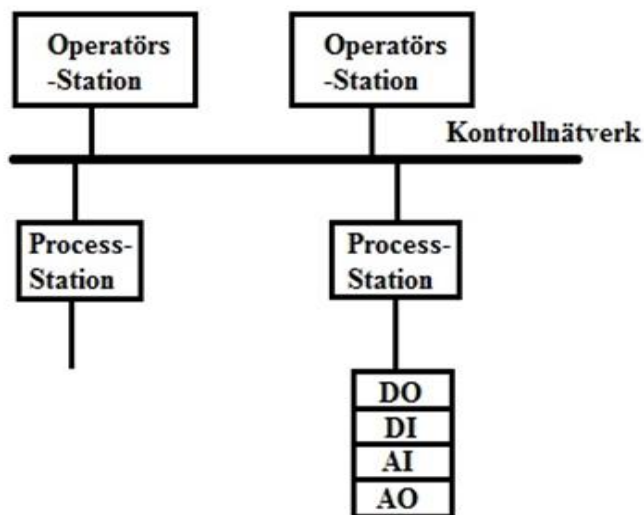 Operatörs
-Station
Operatörs
-Station
Kontrollnätverk
Process-
Station
Process-
Station
DO
DI
AI
AO